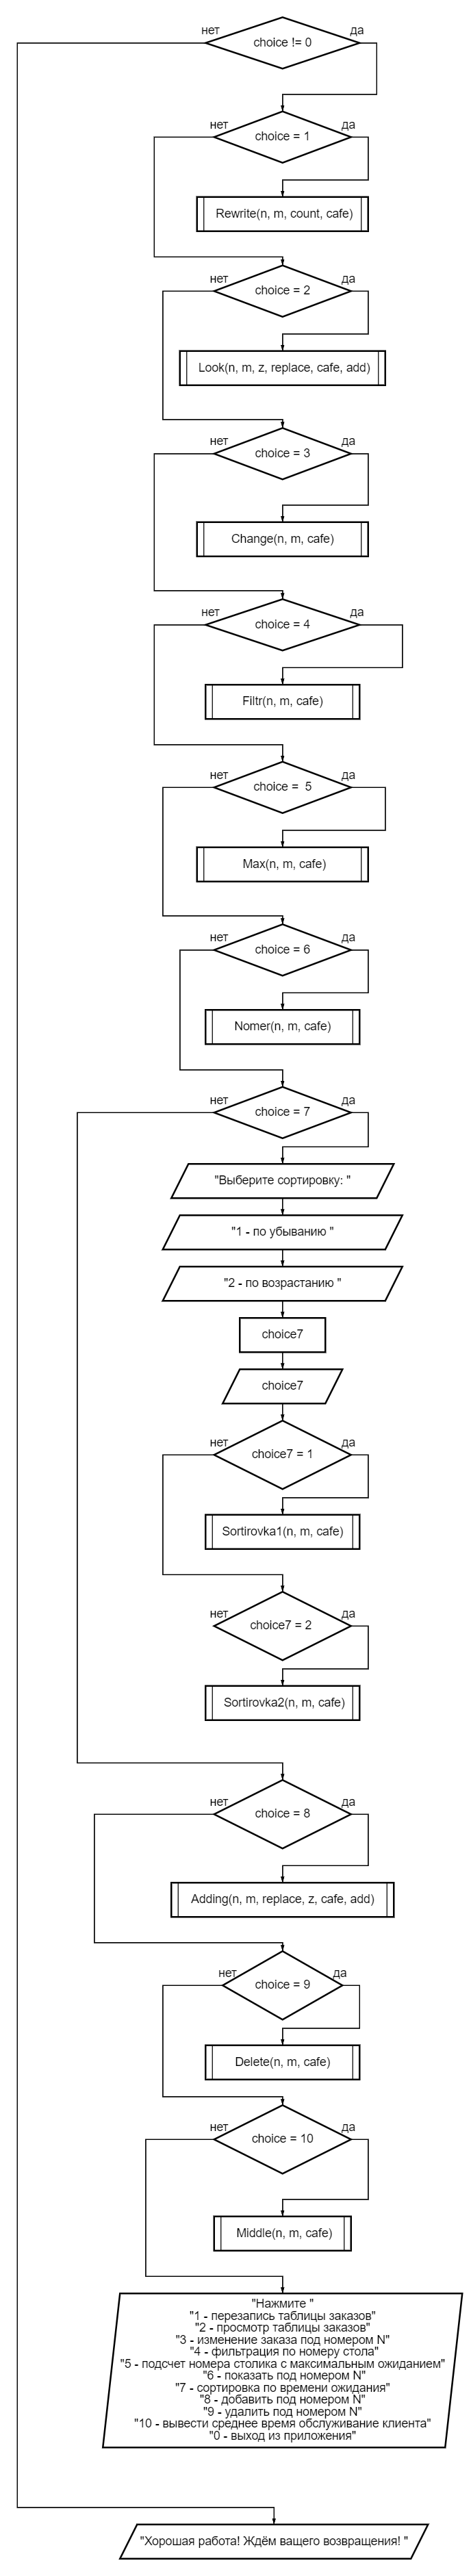 нет
да
choice != 0
нет
да
choice = 1
Rewrite(n, m, count, cafe)
нет
да
choice = 2
Look(n, m, z, replace, cafe, add)
нет
да
choice = 3
Change(n, m, cafe)
нет
да
choice = 4
Filtr(n, m, cafe)
нет
да
choice =  5
Max(n, m, cafe)
нет
да
choice = 6
Nomer(n, m, cafe)
нет
да
choice = 7
"Выберите сортировку: "
"1 - по убыванию "
"2 - по возрастанию "
choice7
choice7
нет
да
choice7 = 1
Sortirovka1(n, m, cafe)
нет
да
choice7 = 2
Sortirovka2(n, m, cafe)
нет
да
choice = 8
Adding(n, m, replace, z, cafe, add)
нет
да
choice = 9
Delete(n, m, cafe)
нет
да
choice = 10
Middle(n, m, cafe)
"Нажмите "
"1 - перезапись таблицы заказов"
"2 - просмотр таблицы заказов"
"3 - изменение заказа под номером N"
"4 - фильтрация по номеру стола"
"5 - подсчет номера столика с максимальным ожиданием"
"6 - показать под номером N"
"7 - сортировка по времени ожидания"
"8 - добавить под номером N"
"9 - удалить под номером N"
"10 - вывести среднее время обслуживание клиента"
"0 - выход из приложения"
"Хорошая работа! Ждём ващего возвращения! "